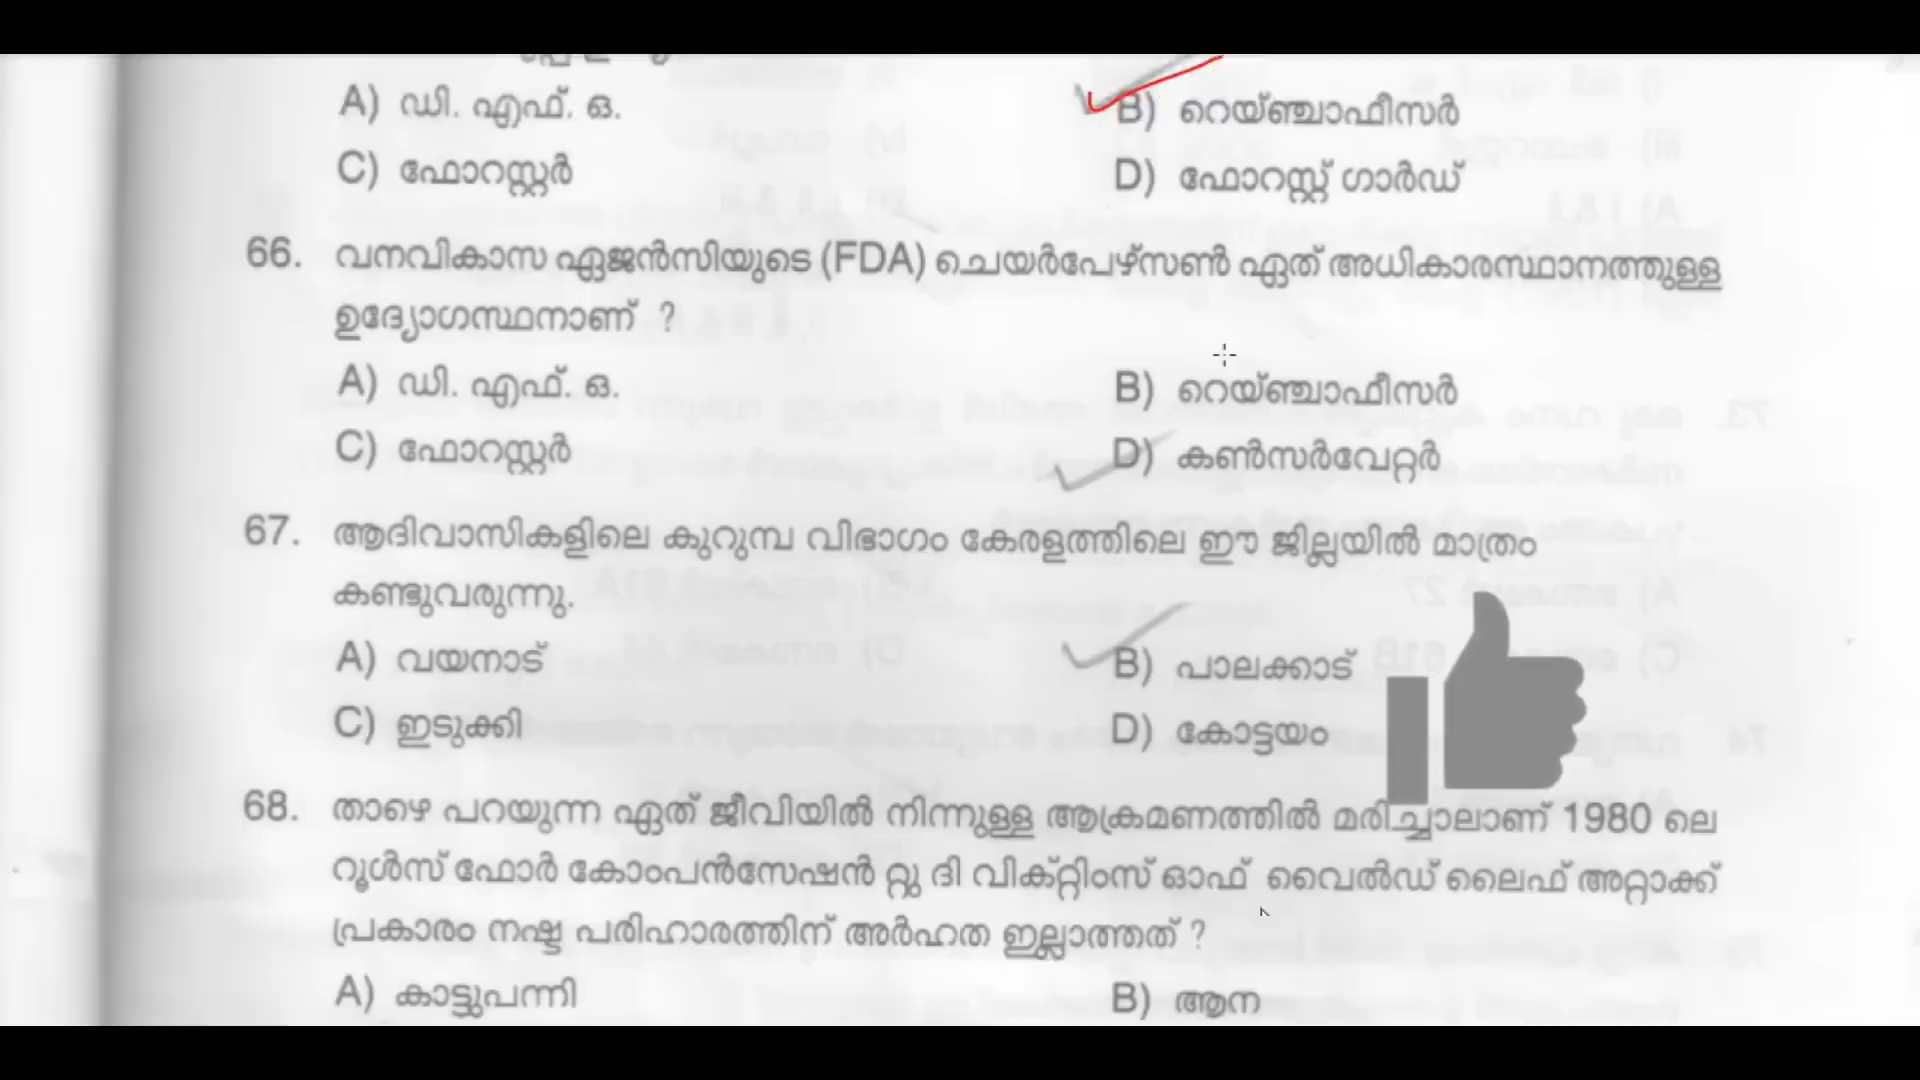 A) ഡി. എഫ്. ഒ.
B) റെയ്ഞ്ചാഫീസർ
C) ഫോറസ്റ്റർ
D) ഫോറസ്റ്റ് ഗാർഡ്
66. വനവികാസ ഏജൻസിയുടെ (FDA) ചെയർപേഴ്സൺ ഏത് അധികാരസ്ഥാനത്തുള്ള
ഉദ്യോഗസ്ഥനാണ് ?
A) ഡി. എഫ്. ഒ.
B) റെയ്ഞ്ചാഫീസർ
C) ഫോറസ്റ്റർ
D) കൺസർവേറ്റർ
67. ആദിവാസികളിലെ കുറുമ്പ വിഭാഗം കേരളത്തിലെ ഈ ജില്ലയിൽ മാത്രം
കണ്ടുവരുന്നു.
A) വയനാട്
B) പാലക്കാട്
C) ഇടുക്കി
D) കോട്ടയം
68. താഴെ പറയുന്ന ഏത് ജീവിയിൽ നിന്നുള്ള ആക്രമണത്തിൽ മരിച്ചാലാണ് 1980 ലെ
റൂൾസ് ഫോർ കോംപൻസേഷൻ റ്റു ദി വിക്റ്റിംസ് ഓഫ് വൈൽഡ് ലൈഫ് അറ്റാക്ക്
പ്രകാരം നഷ്ട പരിഹാരത്തിന് അർഹത ഇല്ലാത്തത് ?
A) കാട്ടുപന്നി
B) ആന